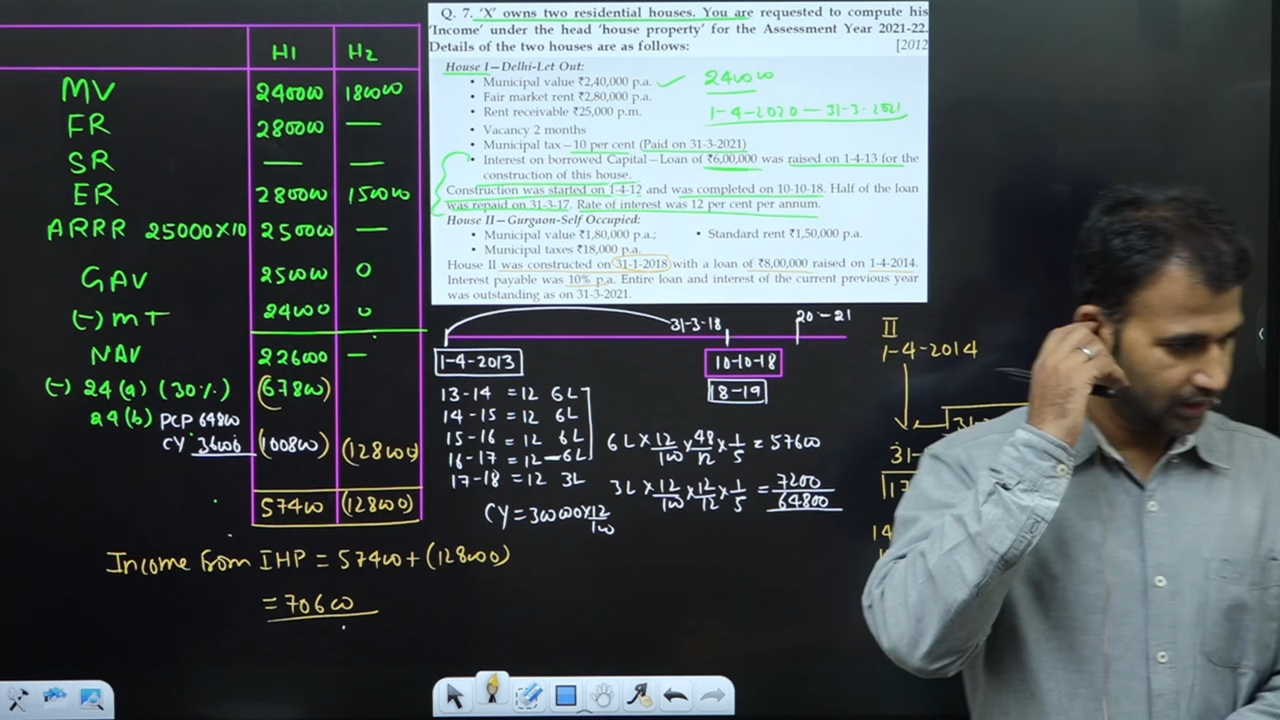 H1 H2
MV 240000 180000
FR 280000 —
SR — —
ER 280000 150000
ARRR 25000X10 250000 —
GAV 250000 0
(-) MT 24000 0
NAV 226000 —
(-) 24(a) (30%) (67800)
24(b) PCP 64800
CY 36000 (100800) (128000)
57400 (128000)
Income from IHP = 57400 + (128000)
= 70600
Q. 7. 'X' owns two residential houses. You are requested to compute his
'Income' under the head 'house property' for the Assessment Year 2021-22.
Details of the two houses are as follows: [2012
House I—Delhi-Let Out:
• Municipal value ₹2,40,000 p.a. 240000
• Fair market rent ₹2,80,000 p.a.
• Rent receivable ₹25,000 p.m. 1-4-2020 — 31-3-2021
• Vacancy 2 months
• Municipal tax—10 per cent (Paid on 31-3-2021)
• Interest on borrowed Capital—Loan of ₹6,00,000 was raised on 1-4-13 for the
construction of this house.
Construction was started on 1-4-12 and was completed on 10-10-18. Half of the loan
was repaid on 31-3-17. Rate of interest was 12 per cent per annum.
House II—Gurgaon-Self Occupied:
• Municipal value ₹1,80,000 p.a.; • Standard rent ₹1,50,000 p.a.
• Municipal taxes ₹18,000 p.a.
House II was constructed on 31-1-2018 with a loan of ₹8,00,000 raised on 1-4-2014.
Interest payable was 10% p.a. Entire loan and interest of the current previous year
was outstanding as on 31-3-2021.
31-3-18 20-21
1-4-2013 10-10-18
18-19
13-14 = 12 6L
14-15 = 12 6L
15-16 = 12 6L
16-17 = 12 6L
17-18 = 12 3L
6L × 12/100 × 48/12 × 1/5 = 57600
3L × 12/100 × 12/12 × 1/5 = 7200
64800
CY = 300000 × 12/100
II
1-4-2014